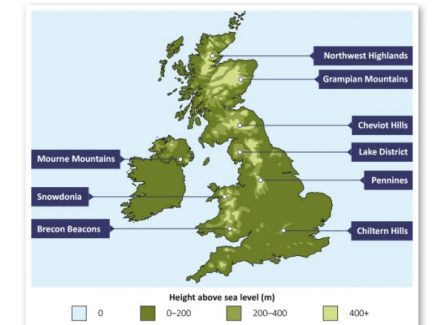 Northwest Highlands
Grampian Mountains
Cheviot Hills
Mourne Mountains
Lake District
Snowdonia
Pennines
Brecon Beacons
Chiltern Hills
Height above sea level (m)
0 0–200 200–400 400+